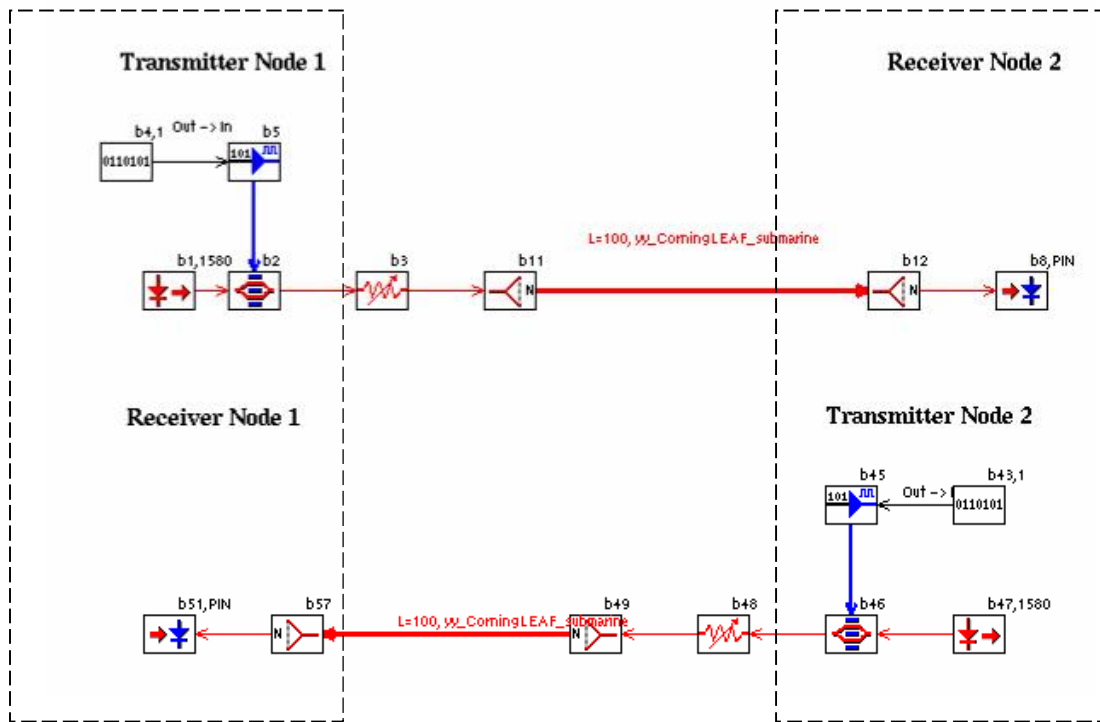 Transmitter Node 1
Receiver Node 2
b4,1
Out -> In
b5
0110101
101
L=100, yy_CorningLEAF_submarine
b1,1580
b2
b3
b11
b12
b8,PIN
N
N
Receiver Node 1
Transmitter Node 2
b45
b43,1
101
Out ->
0110101
b51,PIN
b57
b49
b48
b46
b47,1580
L=100, yy_CorningLEAF_submarine
N
N